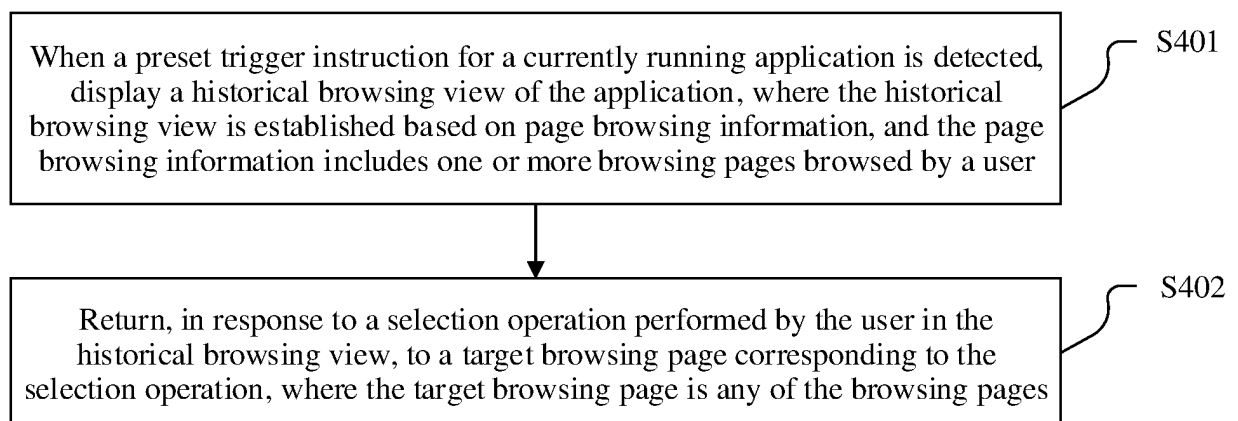 When a preset trigger instruction for a currently running application is detected,
display a historical browsing view of the application, where the historical
browsing view is established based on page browsing information, and the page
browsing information includes one or more browsing pages browsed by a user
S401
Return, in response to a selection operation performed by the user in the
historical browsing view, to a target browsing page corresponding to the
selection operation, where the target browsing page is any of the browsing pages
S402